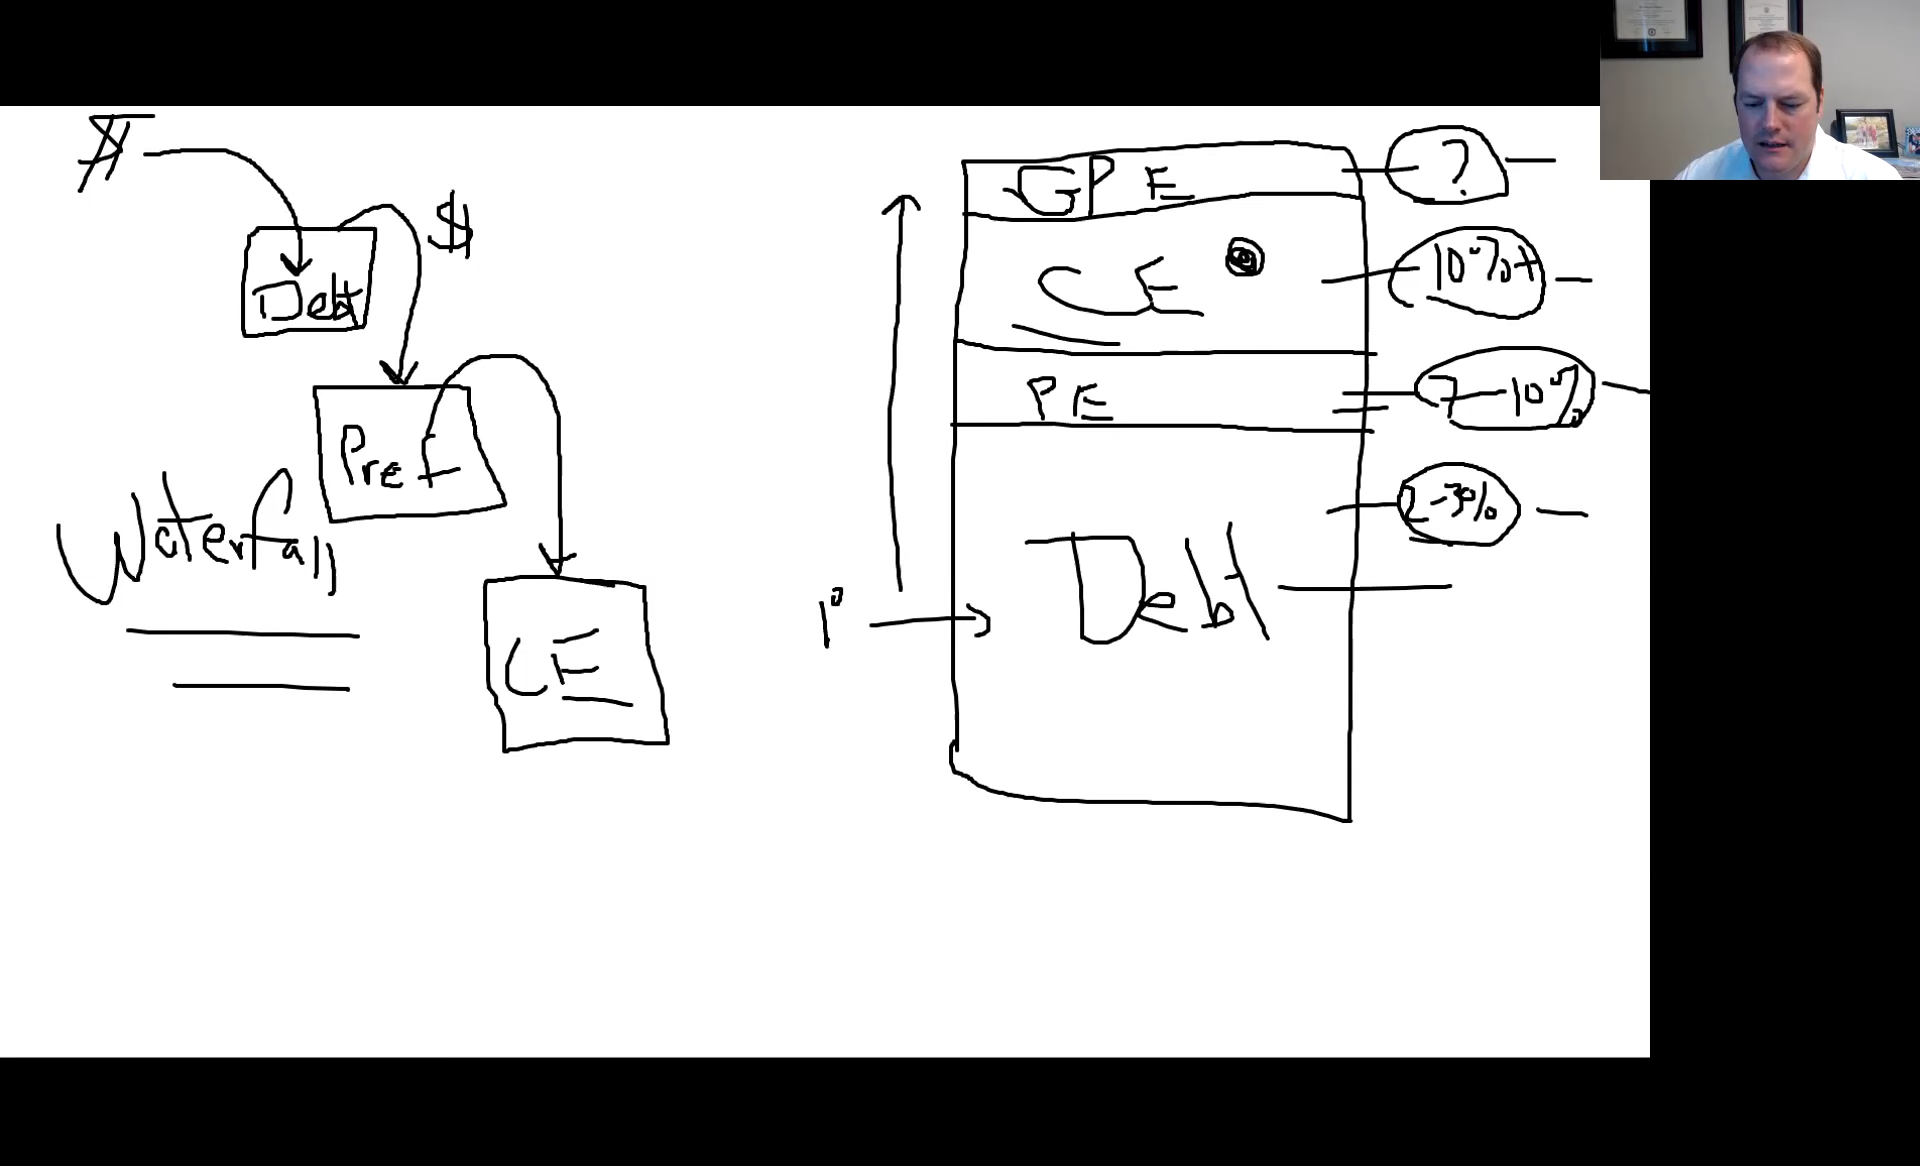 $
$
Debt
Pref
Waterfall
CE
GP E
?
CE
10%+
PE
7-10%
2-3%
Debt
1°